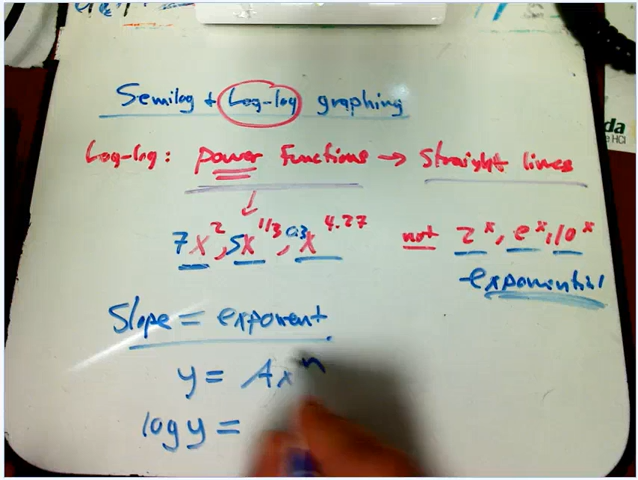 Semilog + Log-log graphing
Log-log: power functions → straight lines
7x^2, 5x^1/3, 0.3x^4.27 not 2^x, e^x, 10^x
exponential
Slope = exponent
y = Ax^n
log y =